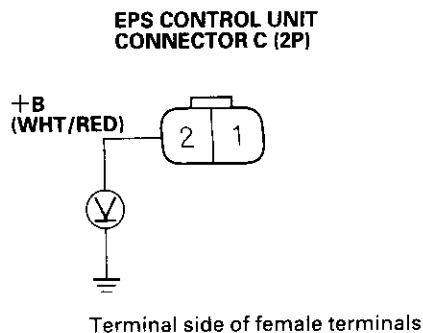 EPS CONTROL UNIT
CONNECTOR C (2P)
+B
(WHT/RED)
2 1
V
Terminal side of female terminals